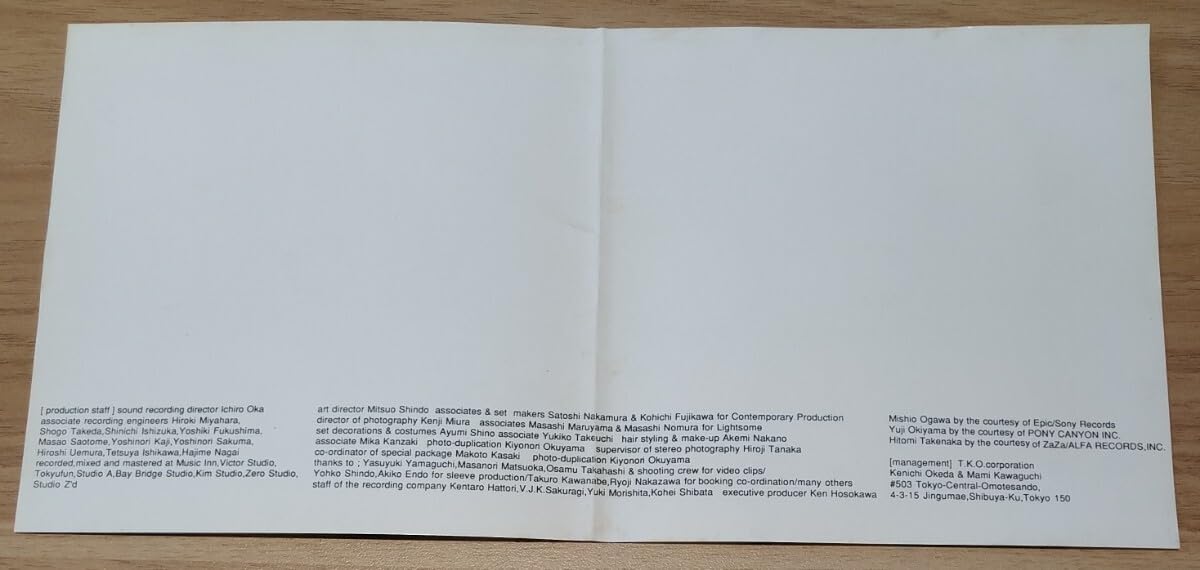 [ production staff ] sound recording director Ichiro Oka
associate recording engineers Hiroki Miyahara,
Shogo Takeda,Shinichi Ishizuka,Yoshiki Fukushima,
Masao Saotome,Yoshinori Kaji,Yoshinori Sakuma,
Hiroshi Uemura,Tetsuya Ishikawa,Hajime Nagai
recorded,mixed and mastered at Music Inn,Victor Studio,
Tokyufun,Studio A,Bay Bridge Studio,Kim Studio,Zero Studio,
Studio Z'd
art director Mitsuo Shindo associates & set makers Satoshi Nakamura & Kohichi Fujikawa for Contemporary Production
director of photography Kenji Miura associates Masashi Maruyama & Masashi Nomura for Lightsome
set decorations & costumes Ayumi Shino associate Yukiko Takeuchi hair styling & make-up Akemi Nakano
associate Mika Kanzaki photo-duplication Kiyonori Okuyama supervisor of stereo photography Hiroji Tanaka
co-ordinator of special package Makoto Kasaki photo-duplication Kiyonori Okuyama
thanks to ; Yasuyuki Yamaguchi,Masanori Matsuoka,Osamu Takahashi & shooting crew for video clips/
Yohko Shindo,Akiko Endo for sleeve production/Takuro Kawanabe,Ryoji Nakazawa for booking co-ordination/many others
staff of the recording company Kentaro Hattori,V.J.K.Sakuragi,Yuki Morishita,Kohei Shibata executive producer Ken Hosokawa
Mishio Ogawa by the courtesy of Epic/Sony Records
Yuji Okiyama by the courtesy of PONY CANYON INC.
Hitomi Takenaka by the courtesy of ZaZa/ALFA RECORDS,INC.
[management] T.K.O.corporation
Kenichi Okeda & Mami Kawaguchi
#503 Tokyo-Central-Omotesando,
4-3-15 Jingumae,Shibuya-Ku,Tokyo 150